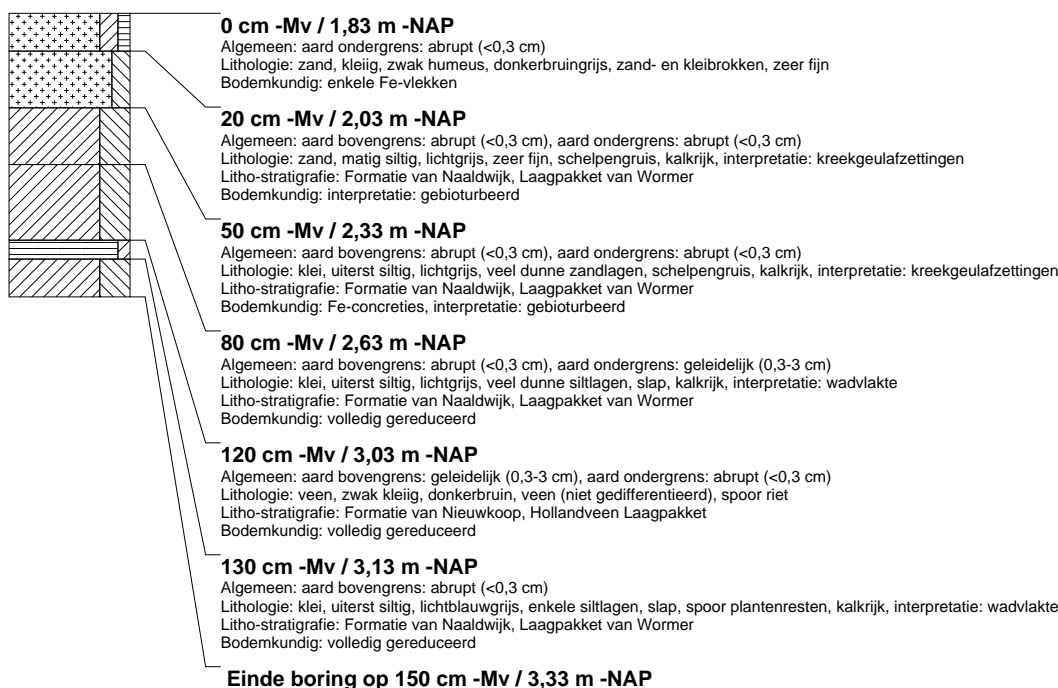 0 cm -Mv / 1,83 m -NAP
Algemeen: aard ondergrens: abrupt (<0,3 cm)
Lithologie: zand, kleiig, zwak humeus, donkerbruingrijs, zand- en kleibrokken, zeer fijn
Bodemkundig: enkele Fe-vlekken
20 cm -Mv / 2,03 m -NAP
Algemeen: aard bovengrens: abrupt (<0,3 cm), aard ondergrens: abrupt (<0,3 cm)
Lithologie: zand, matig siltig, lichtgrijs, zeer fijn, schelpengruis, kalkrijk, interpretatie: kreekgeulafzettingen
Litho-stratigrafie: Formatie van Naaldwijk, Laagpakket van Wormer
Bodemkundig: interpretatie: gebioturbeerd
50 cm -Mv / 2,33 m -NAP
Algemeen: aard bovengrens: abrupt (<0,3 cm), aard ondergrens: abrupt (<0,3 cm)
Lithologie: klei, uiterst siltig, lichtgrijs, veel dunne zandlagen, schelpengruis, kalkrijk, interpretatie: kreekgeulafzettingen
Litho-stratigrafie: Formatie van Naaldwijk, Laagpakket van Wormer
Bodemkundig: Fe-concreties, interpretatie: gebioturbeerd
80 cm -Mv / 2,63 m -NAP
Algemeen: aard bovengrens: abrupt (<0,3 cm), aard ondergrens: geleidelijk (0,3-3 cm)
Lithologie: klei, uiterst siltig, lichtgrijs, veel dunne siltlagen, slap, kalkrijk, interpretatie: wadvlakte
Litho-stratigrafie: Formatie van Naaldwijk, Laagpakket van Wormer
Bodemkundig: volledig gereduceerd
120 cm -Mv / 3,03 m -NAP
Algemeen: aard bovengrens: geleidelijk (0,3-3 cm), aard ondergrens: abrupt (<0,3 cm)
Lithologie: veen, zwak kleiig, donkerbruin, veen (niet gedifferentieerd), spoor riet
Litho-stratigrafie: Formatie van Nieuwkoop, Hollandveen Laagpakket
Bodemkundig: volledig gereduceerd
130 cm -Mv / 3,13 m -NAP
Algemeen: aard bovengrens: abrupt (<0,3 cm)
Lithologie: klei, uiterst siltig, lichtblauwgrijs, enkele siltlagen, slap, spoor plantenresten, kalkrijk, interpretatie: wadvlakte
Litho-stratigrafie: Formatie van Naaldwijk, Laagpakket van Wormer
Bodemkundig: volledig gereduceerd
Einde boring op 150 cm -Mv / 3,33 m -NAP